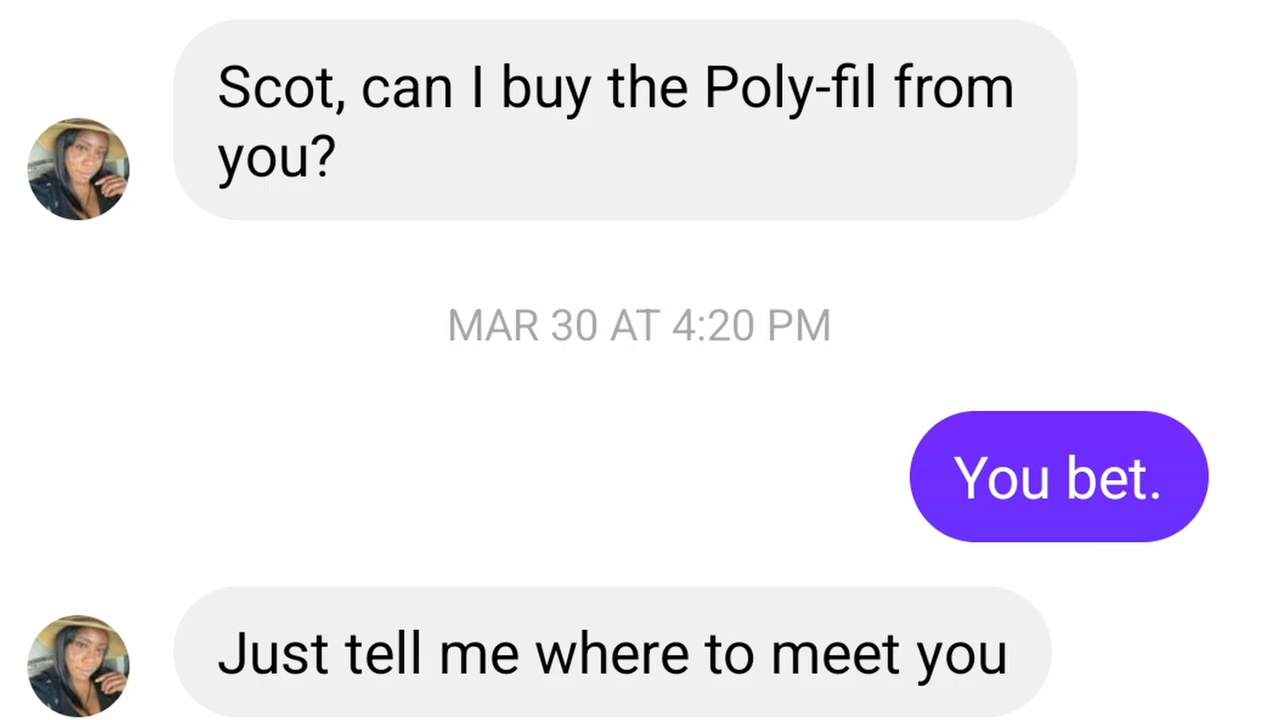 Scot, can I buy the Poly-fil from
you?
MAR 30 AT 4:20 PM
You bet.
Just tell me where to meet you